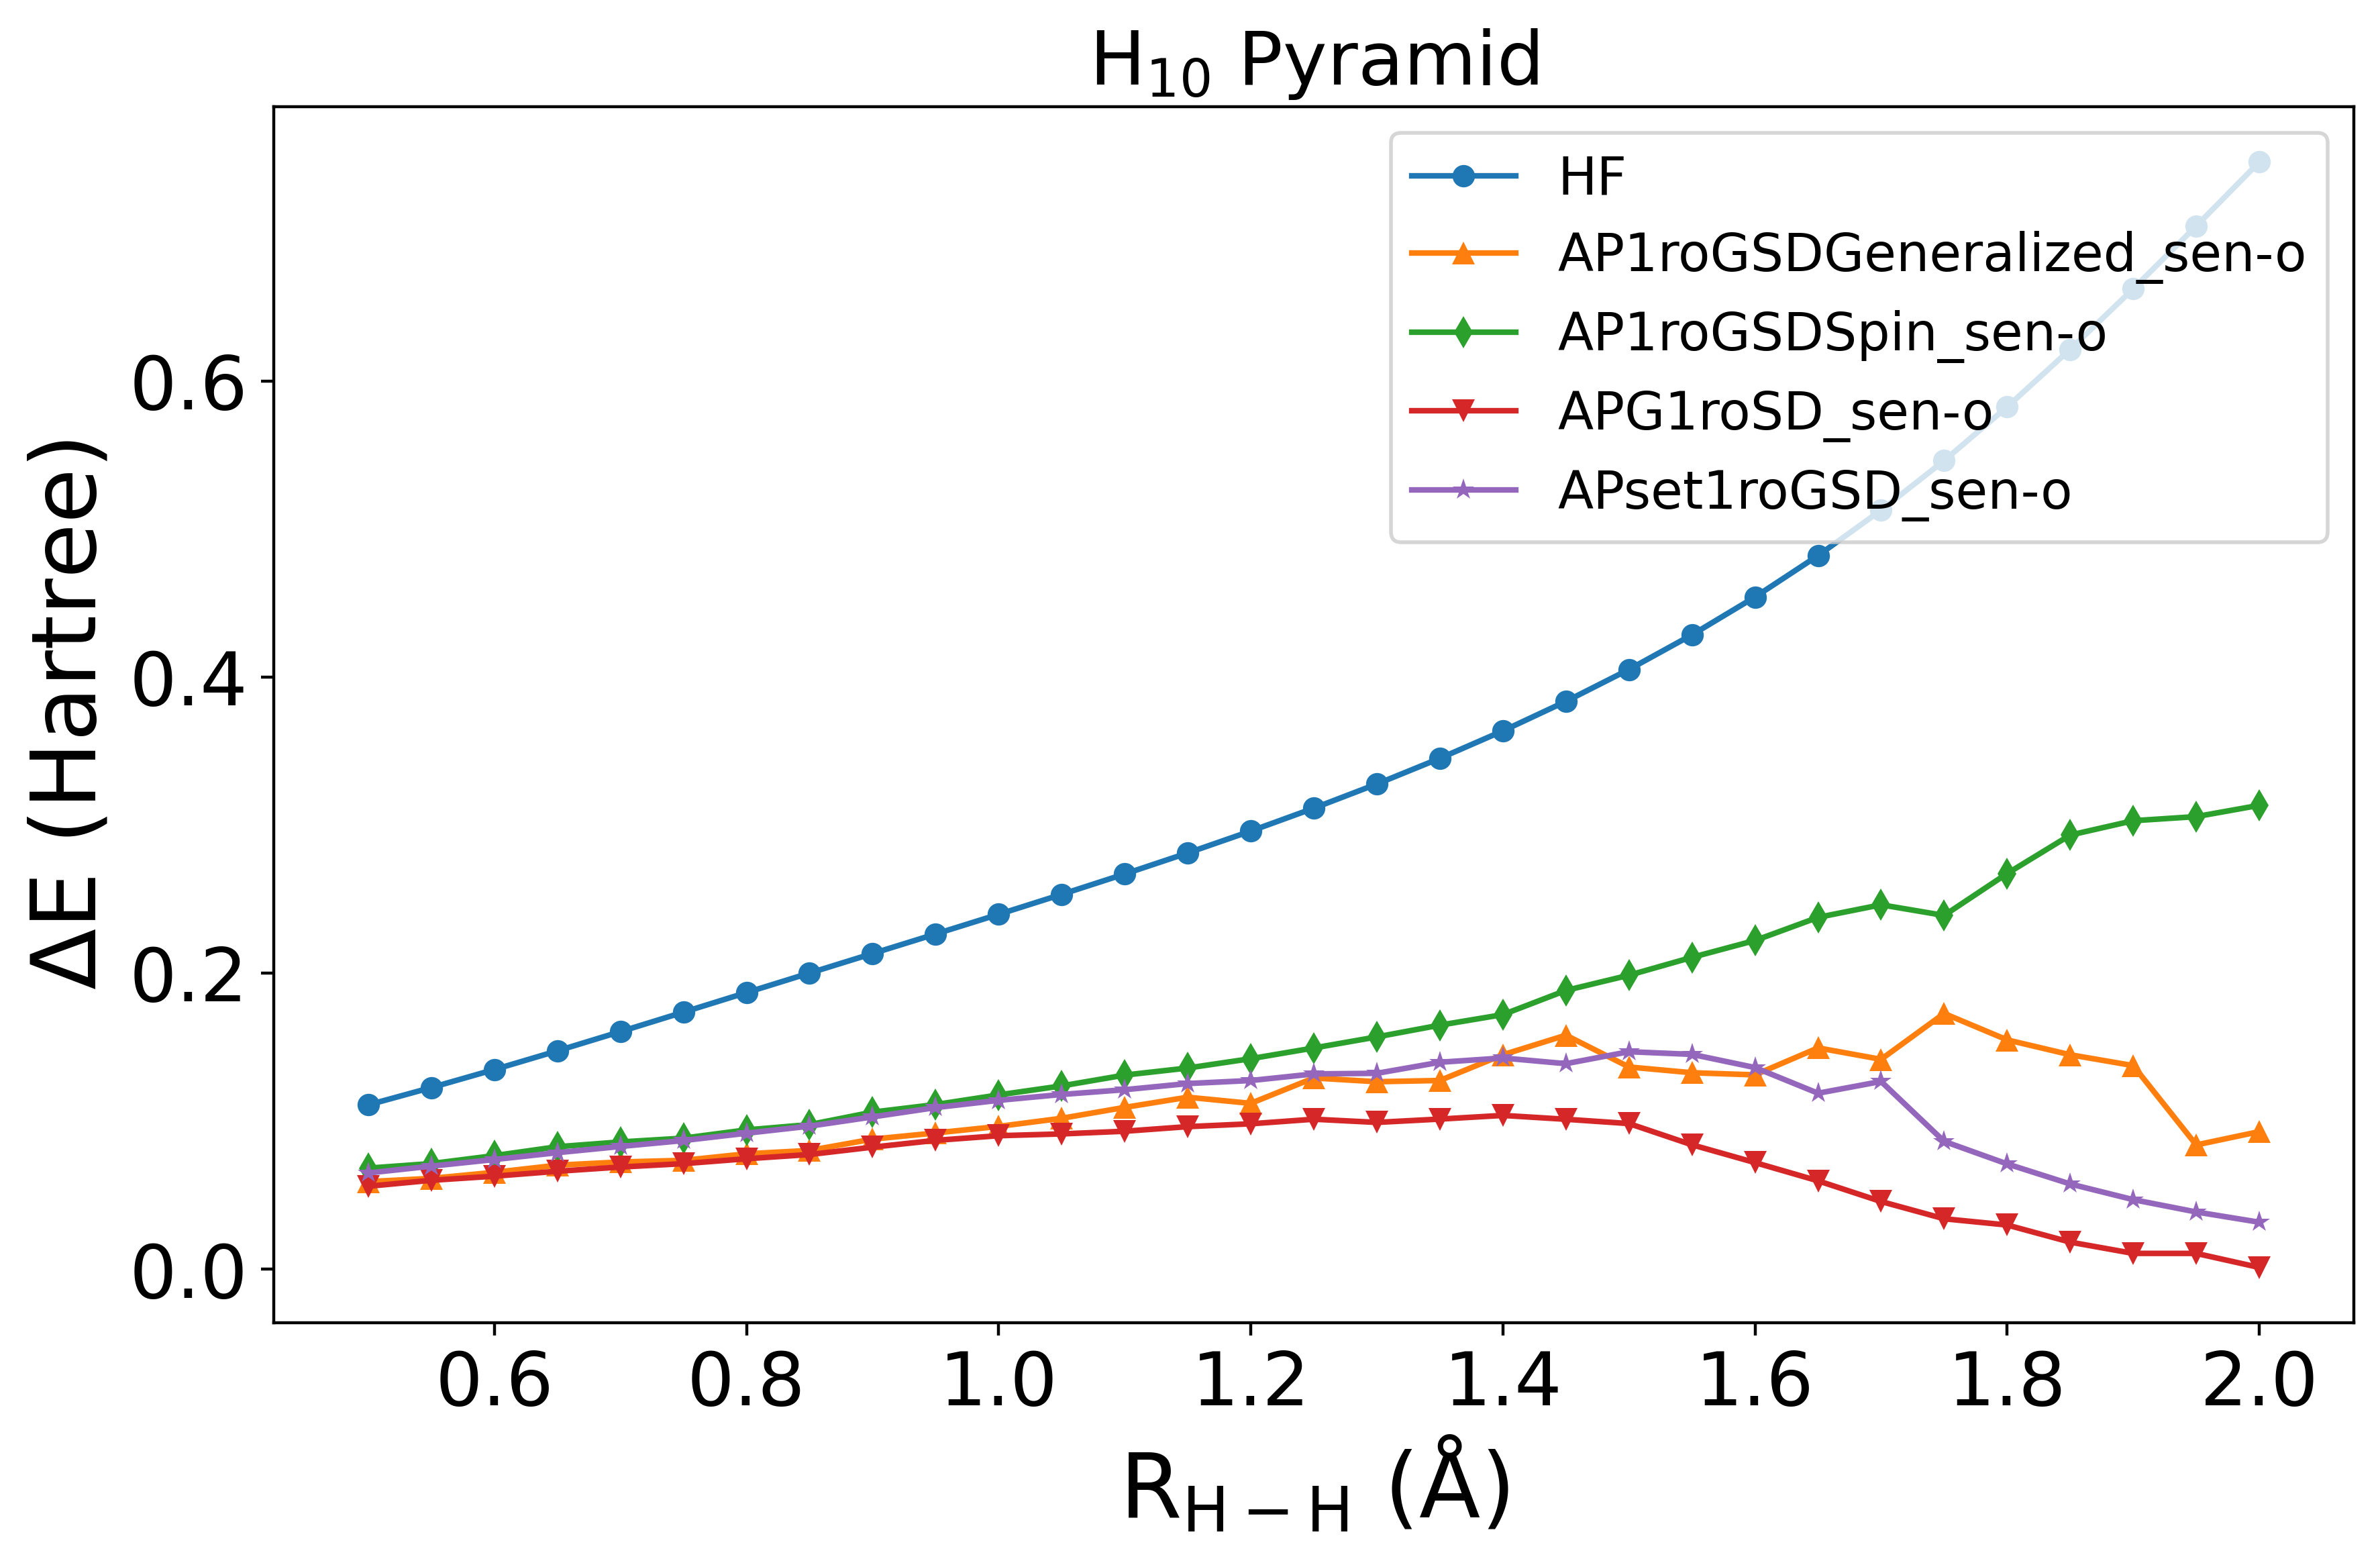 H₁₀ Pyramid
HF
AP1roGSDGeneralized_sen-o
AP1roGSDSpin_sen-o
APG1roSD_sen-o
APset1roGSD_sen-o
ΔE (Hartree)
0.6
0.4
0.2
0.0
0.6 0.8 1.0 1.2 1.4 1.6 1.8 2.0
R_{H−H} (Å)